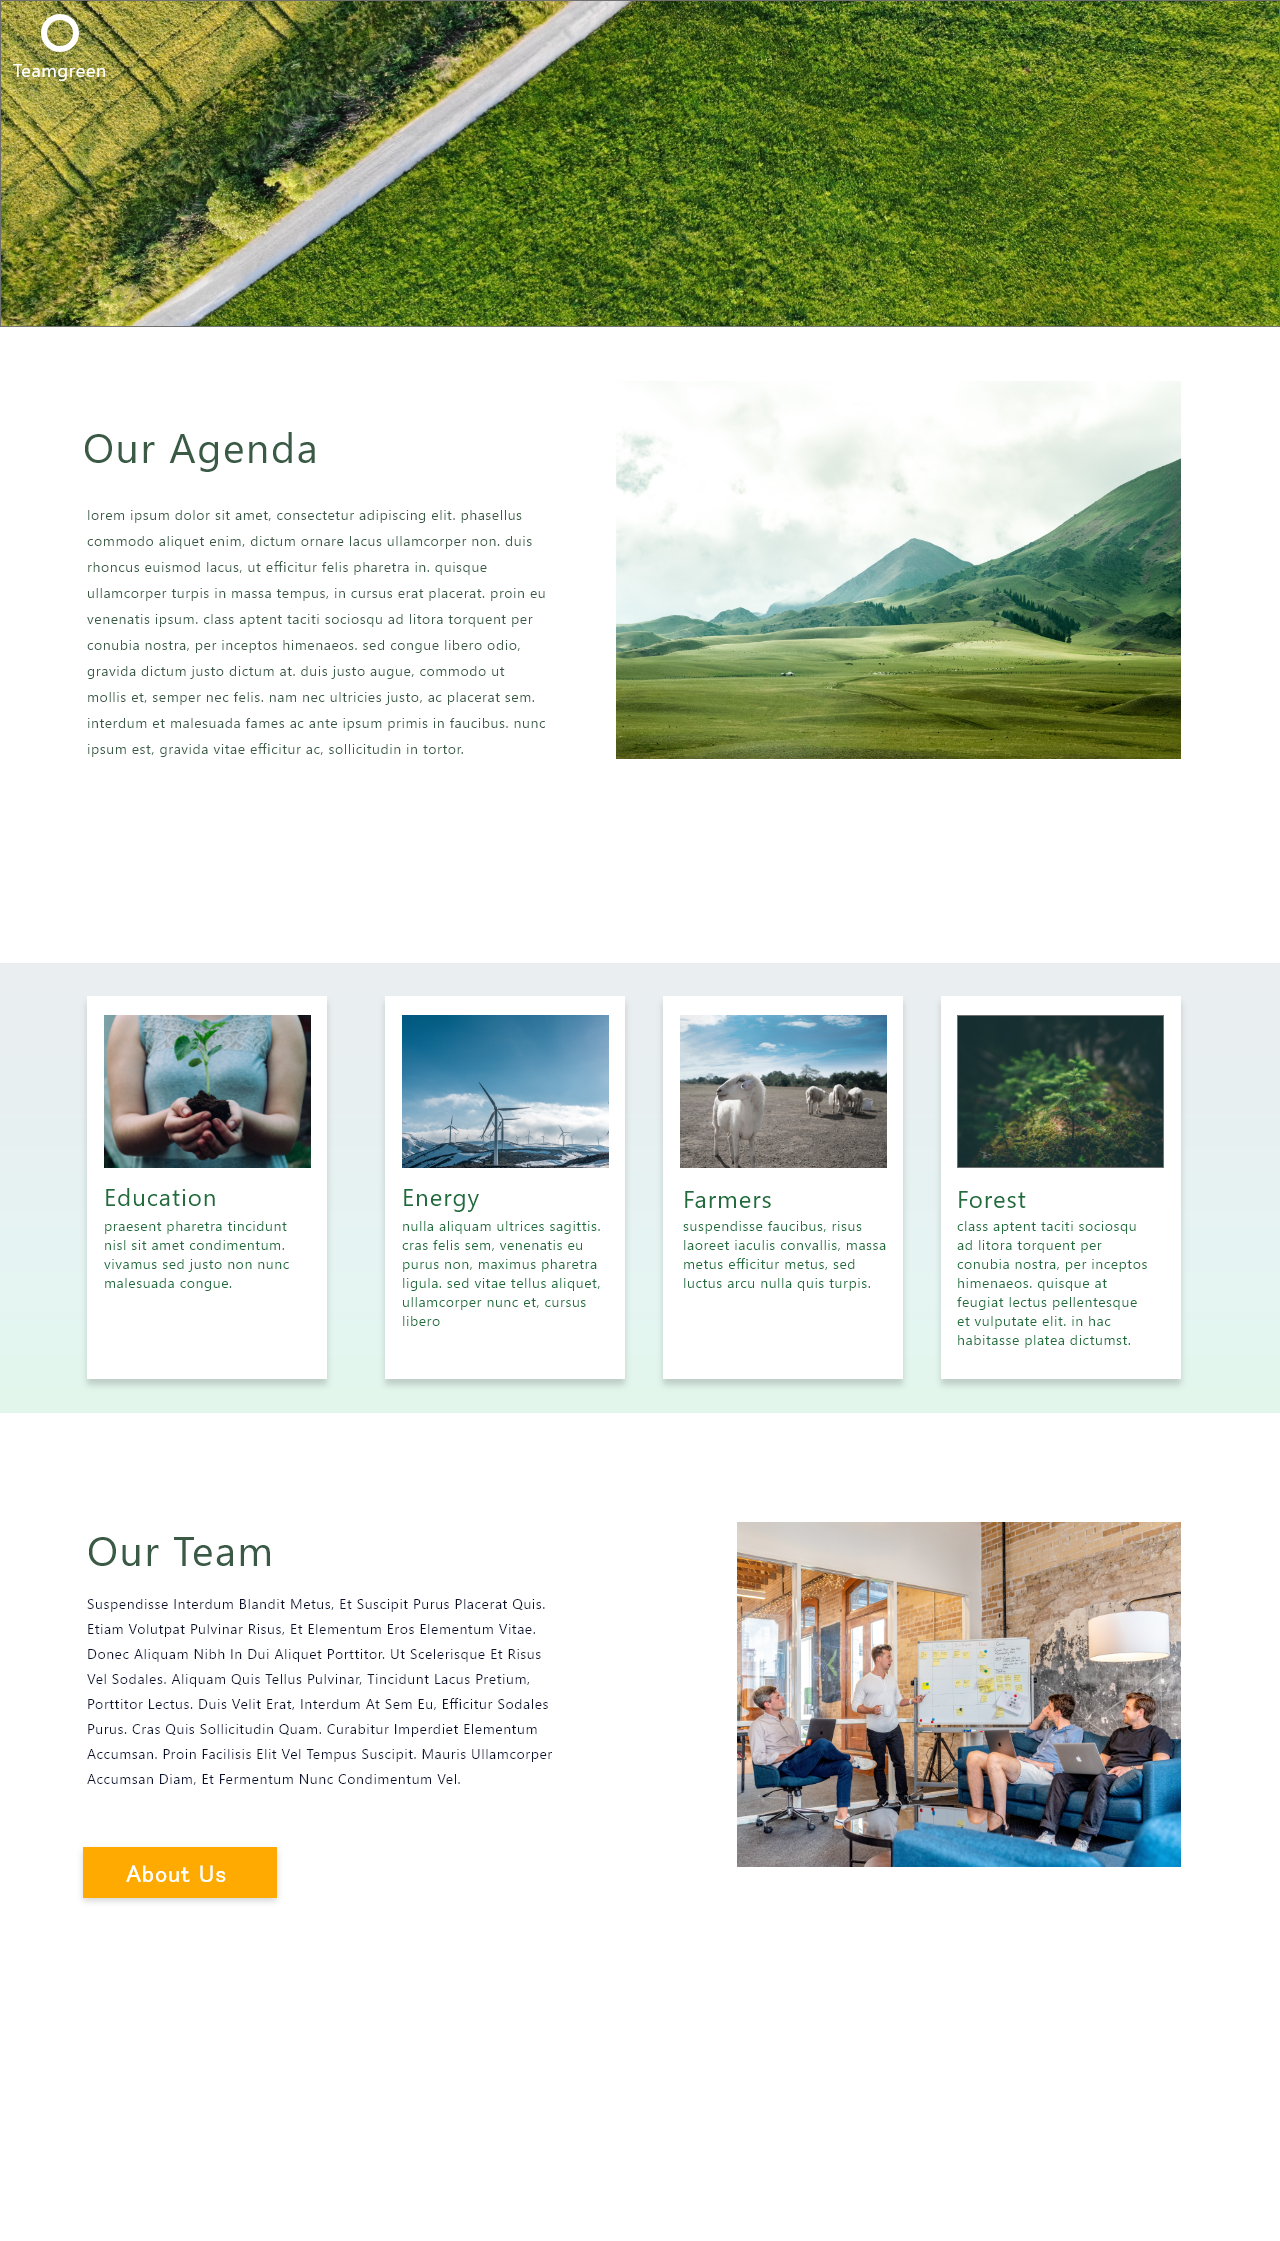 Teamgreen
Our Agenda
lorem ipsum dolor sit amet, consectetur adipiscing elit. phasellus
commodo aliquet enim, dictum ornare lacus ullamcorper non. duis
rhoncus euismod lacus, ut efficitur felis pharetra in. quisque
ullamcorper turpis in massa tempus, in cursus erat placerat. proin eu
venenatis ipsum. class aptent taciti sociosqu ad litora torquent per
conubia nostra, per inceptos himenaeos. sed congue libero odio,
gravida dictum justo dictum at. duis justo augue, commodo ut
mollis et, semper nec felis. nam nec ultricies justo, ac placerat sem.
interdum et malesuada fames ac ante ipsum primis in faucibus. nunc
ipsum est, gravida vitae efficitur ac, sollicitudin in tortor.
Education
praesent pharetra tincidunt
nisl sit amet condimentum.
vivamus sed justo non nunc
malesuada congue.
Energy
nulla aliquam ultrices sagittis.
cras felis sem, venenatis eu
purus non, maximus pharetra
ligula. sed vitae tellus aliquet,
ullamcorper nunc et, cursus
libero
Farmers
suspendisse faucibus, risus
laoreet iaculis convallis, massa
metus efficitur metus, sed
luctus arcu nulla quis turpis.
Forest
class aptent taciti sociosqu
ad litora torquent per
conubia nostra, per inceptos
himenaeos. quisque at
feugiat lectus pellentesque
et vulputate elit. in hac
habitasse platea dictumst.
Our Team
Suspendisse Interdum Blandit Metus, Et Suscipit Purus Placerat Quis.
Etiam Volutpat Pulvinar Risus, Et Elementum Eros Elementum Vitae.
Donec Aliquam Nibh In Dui Aliquet Porttitor. Ut Scelerisque Et Risus
Vel Sodales. Aliquam Quis Tellus Pulvinar, Tincidunt Lacus Pretium,
Porttitor Lectus. Duis Velit Erat, Interdum At Sem Eu, Efficitur Sodales
Purus. Cras Quis Sollicitudin Quam. Curabitur Imperdiet Elementum
Accumsan. Proin Facilisis Elit Vel Tempus Suscipit. Mauris Ullamcorper
Accumsan Diam, Et Fermentum Nunc Condimentum Vel.
About Us